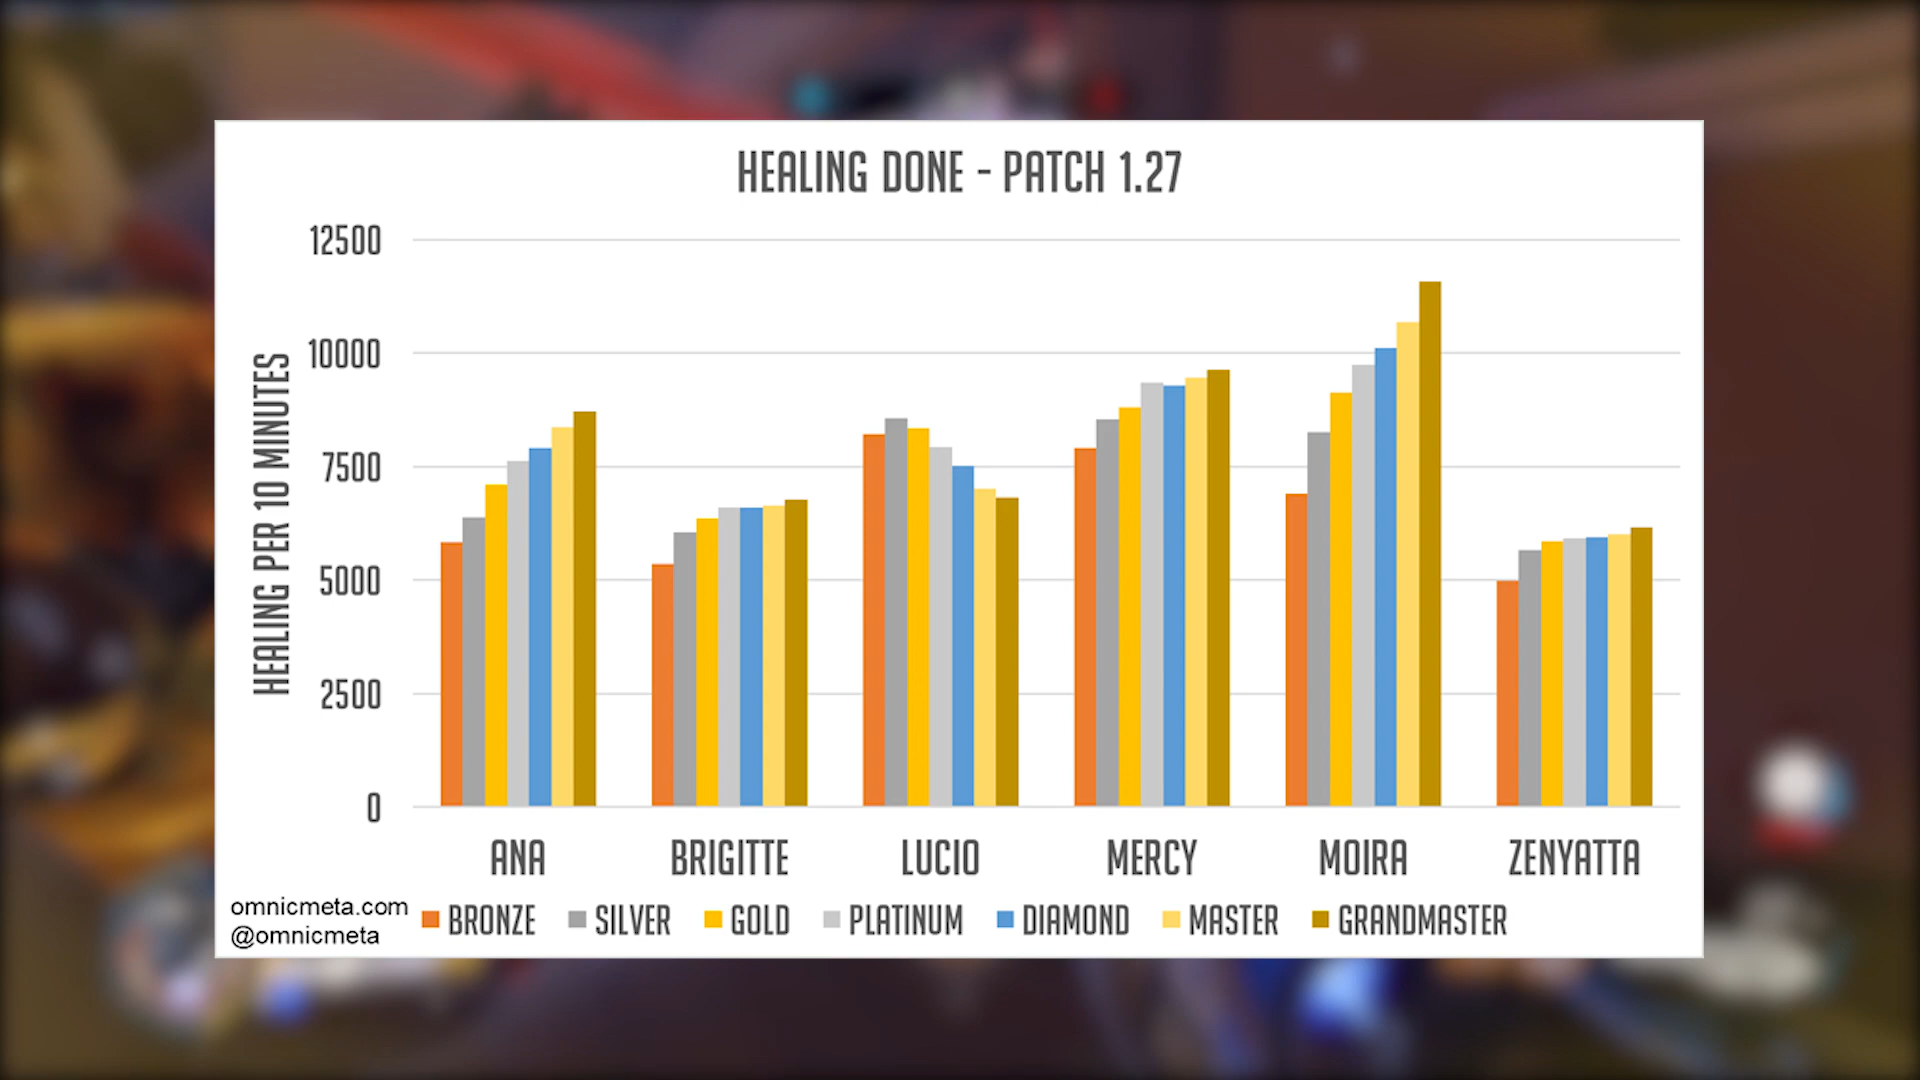 HEALING DONE - PATCH 1.27
HEALING PER 10 MINUTES
12500
10000
7500
5000
2500
0
ANA BRIGITTE LUCIO MERCY MOIRA ZENYATTA
omnicmeta.com
@omnicmeta
BRONZE SILVER GOLD PLATINUM DIAMOND MASTER GRANDMASTER